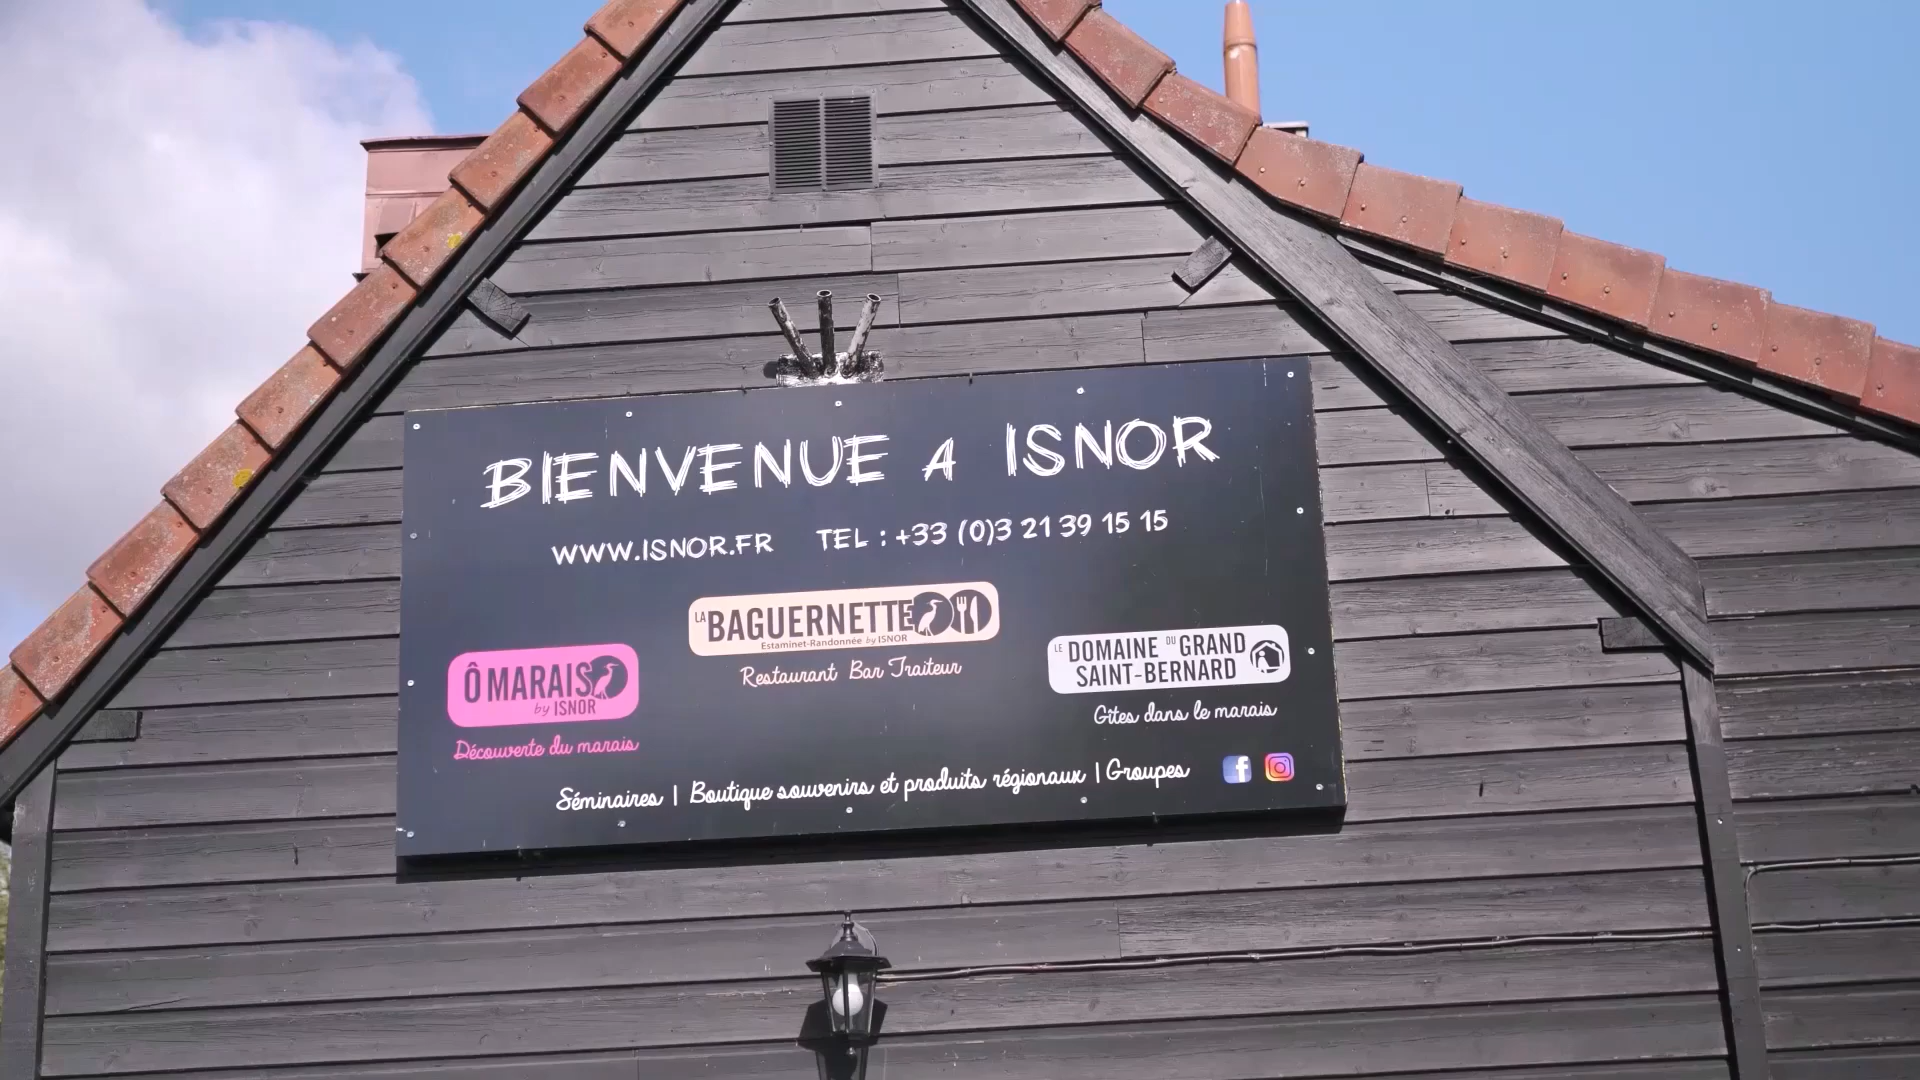 BIENVENUE A ISNOR
WWW.ISNOR.FR TEL : +33 (0)3 21 39 15 15
LA BAGUERNETTE
Estaminet-Randonnée by ISNOR
Restaurant Bar Traiteur
Ô MARAIS
by ISNOR
Découverte du marais
LE DOMAINE DU GRAND
SAINT-BERNARD
Gîtes dans le marais
Séminaires | Boutique souvenirs et produits régionaux | Groupes